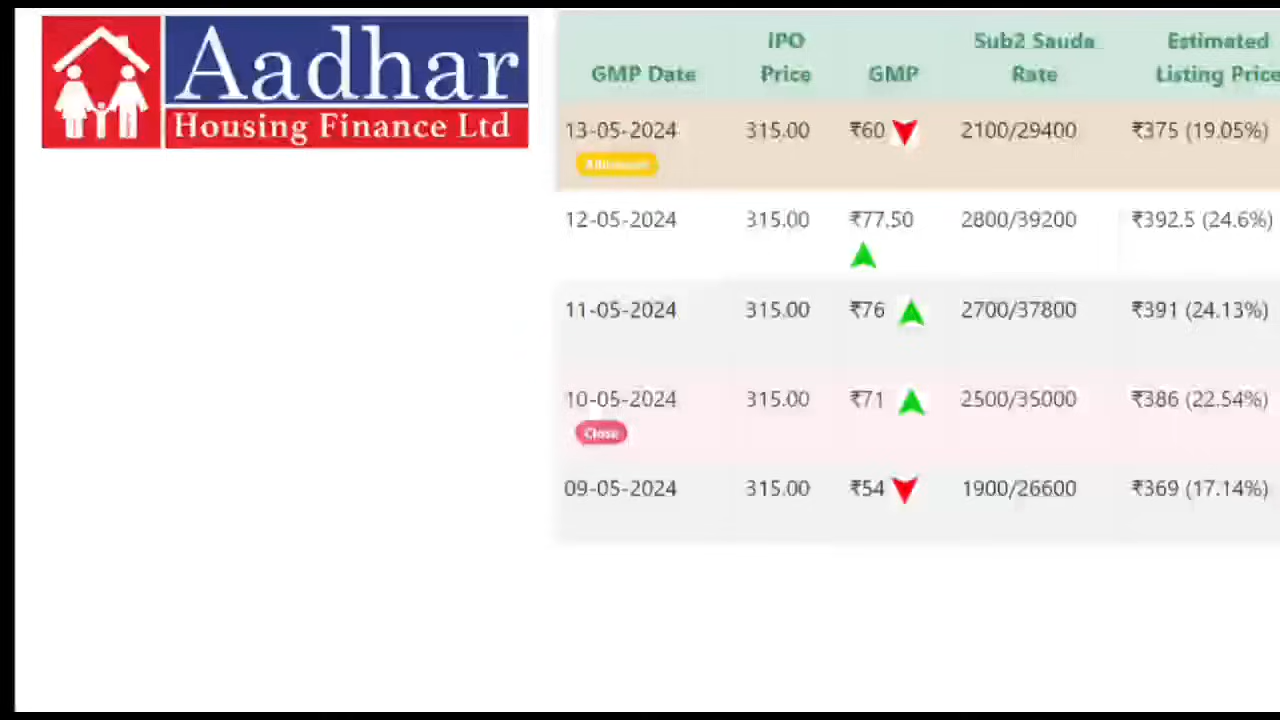 Aadhar
Housing Finance Ltd
GMP Date IPO Price GMP Sub2 Sauda Rate Estimated Listing Price
13-05-2024 315.00 ₹60 2100/29400 ₹375 (19.05%)
12-05-2024 315.00 ₹77.50 2800/39200 ₹392.5 (24.6%)
11-05-2024 315.00 ₹76 2700/37800 ₹391 (24.13%)
10-05-2024 315.00 ₹71 2500/35000 ₹386 (22.54%)
Close
09-05-2024 315.00 ₹54 1900/26600 ₹369 (17.14%)